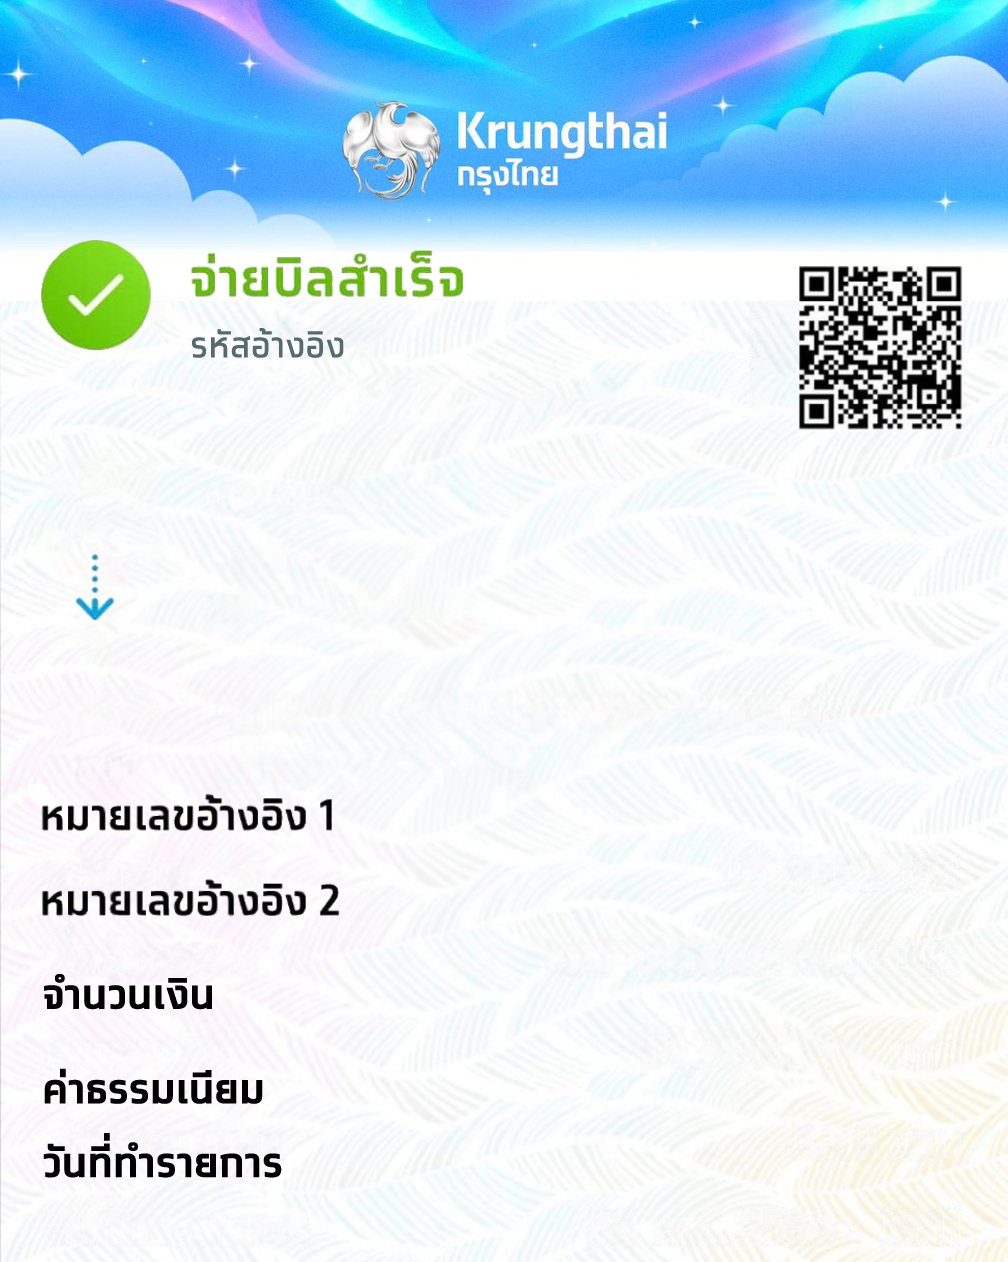 Krungthai
กรุงไทย
จ่ายบิลสำเร็จ
รหัสอ้างอิง
หมายเลขอ้างอิง 1
หมายเลขอ้างอิง 2
จำนวนเงิน
ค่าธรรมเนียม
วันที่ทำรายการ